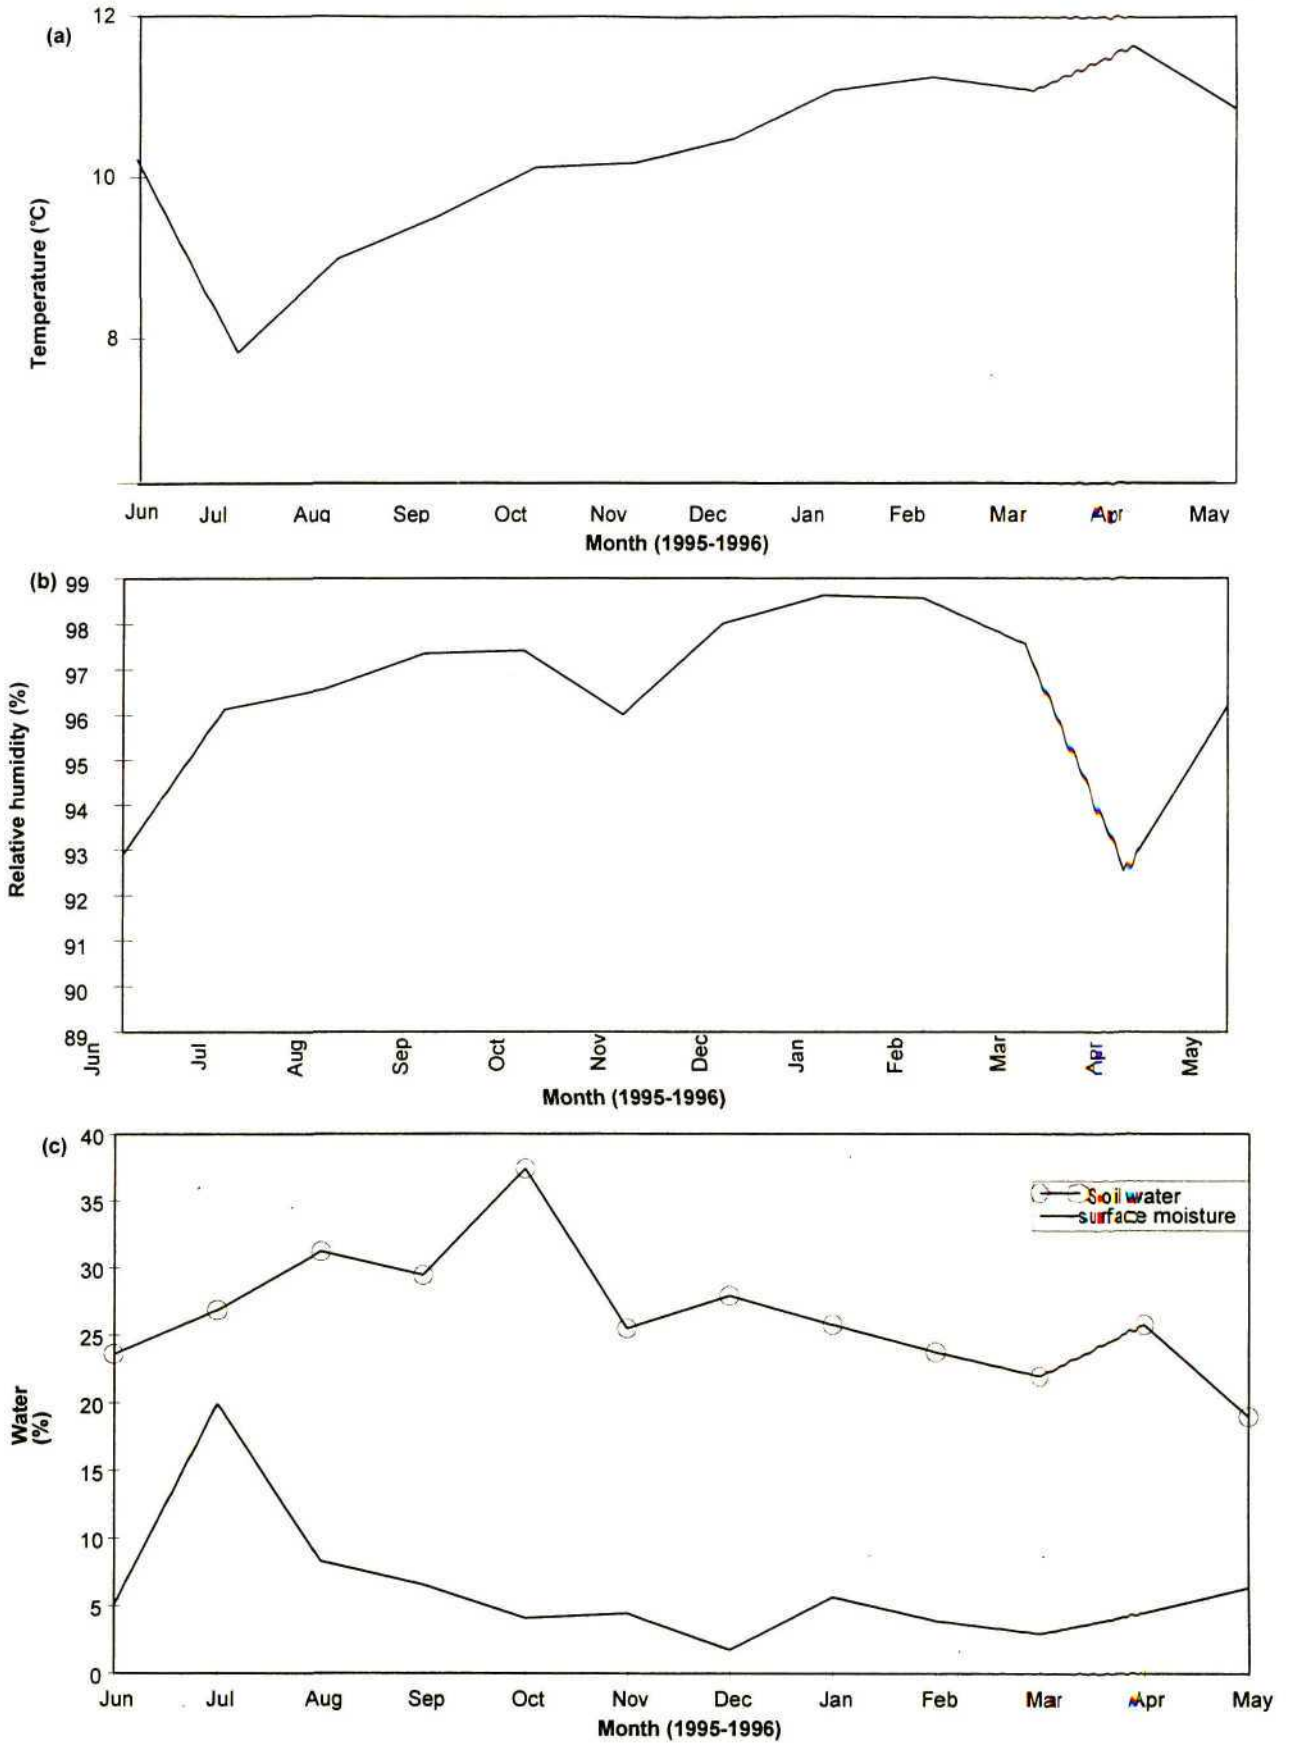 (a)
12
10
8
Temperature (°C)
Jun Jul Aug Sep Oct Nov Dec Jan Feb Mar Apr May
Month (1995-1996)
(b)
99
98
97
96
95
94
93
92
91
90
89
Relative humidity (%)
Jun Jul Aug Sep Oct Nov Dec Jan Feb Mar Apr May
Month (1995-1996)
(c)
40
35
30
25
20
15
10
5
0
Water
(%)
Soil water
surface moisture
Jun Jul Aug Sep Oct Nov Dec Jan Feb Mar Apr May
Month (1995-1996)